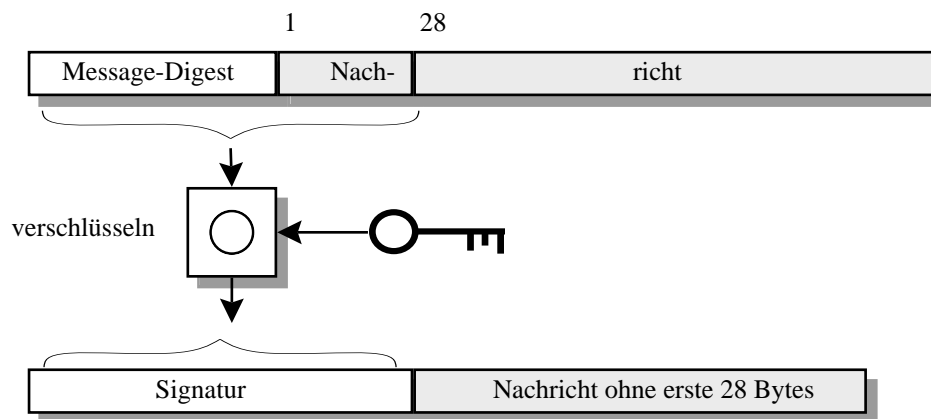 1 28
Message-Digest Nach- richt
verschlüsseln
Signatur Nachricht ohne erste 28 Bytes